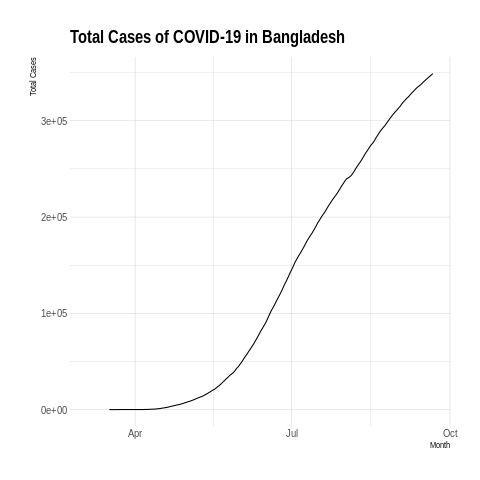 Total Cases of COVID-19 in Bangladesh
Total Cases
3e+05
2e+05
1e+05
0e+00
Apr Jul Oct
Month